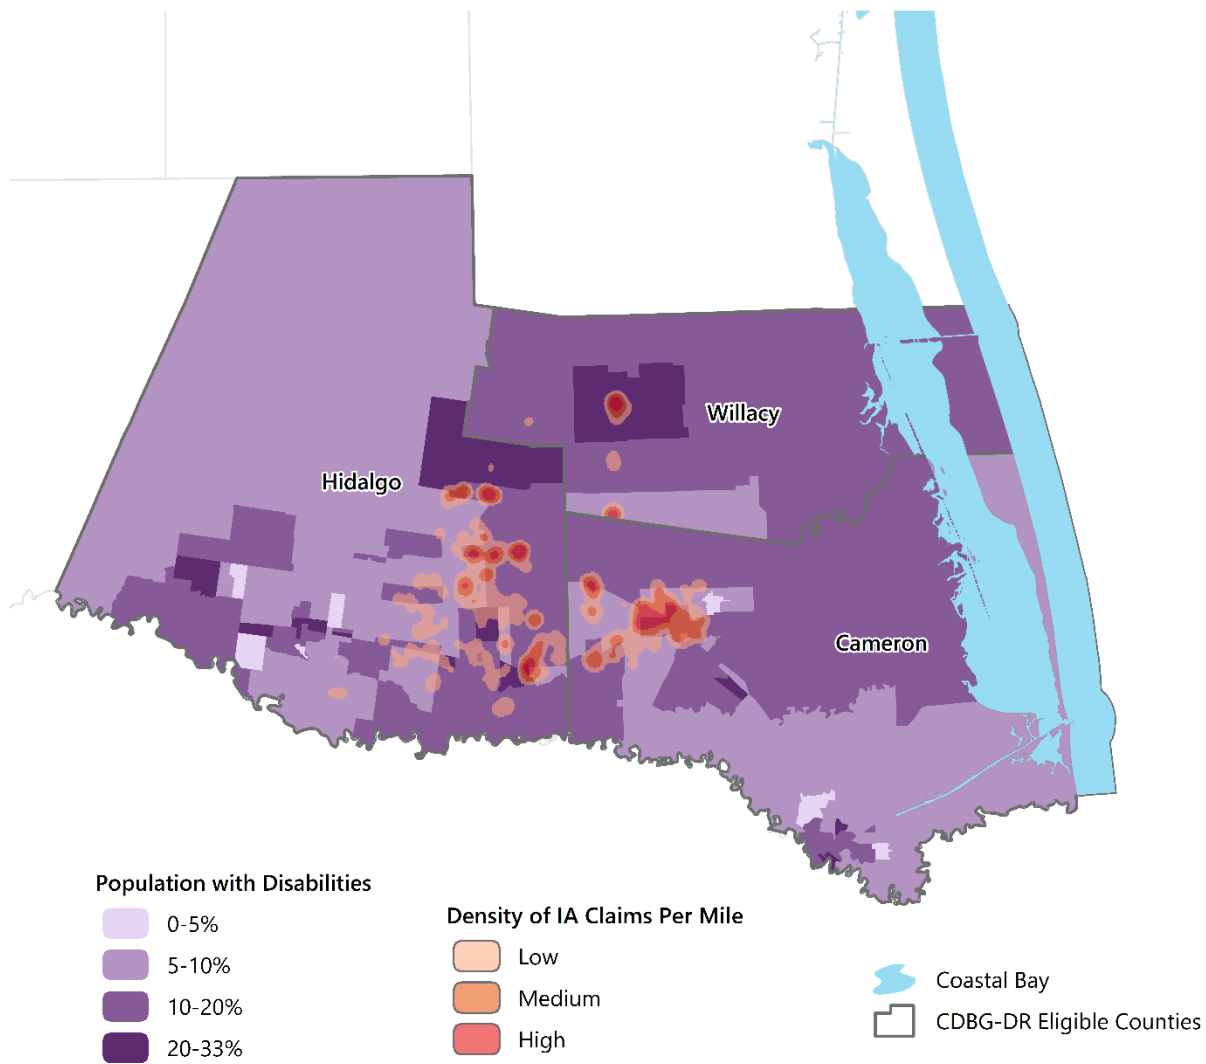 Willacy
Hidalgo
Cameron
Population with Disabilities
0-5%
5-10%
10-20%
20-33%
Density of IA Claims Per Mile
Low
Medium
High
Coastal Bay
CDBG-DR Eligible Counties